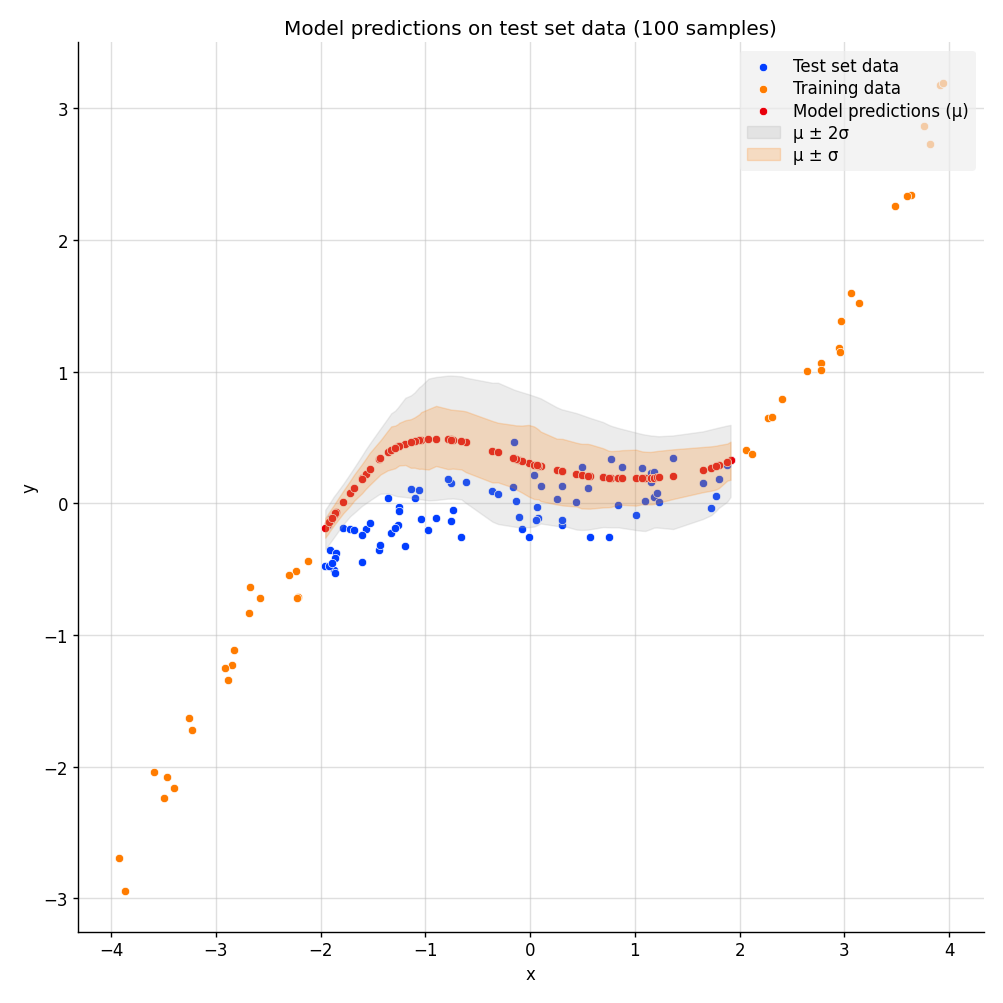 Model predictions on test set data (100 samples)
Test set data
Training data
Model predictions (μ)
μ ± 2σ
μ ± σ
3
2
1
0
−1
−2
−3
y
−4 −3 −2 −1 0 1 2 3 4
x